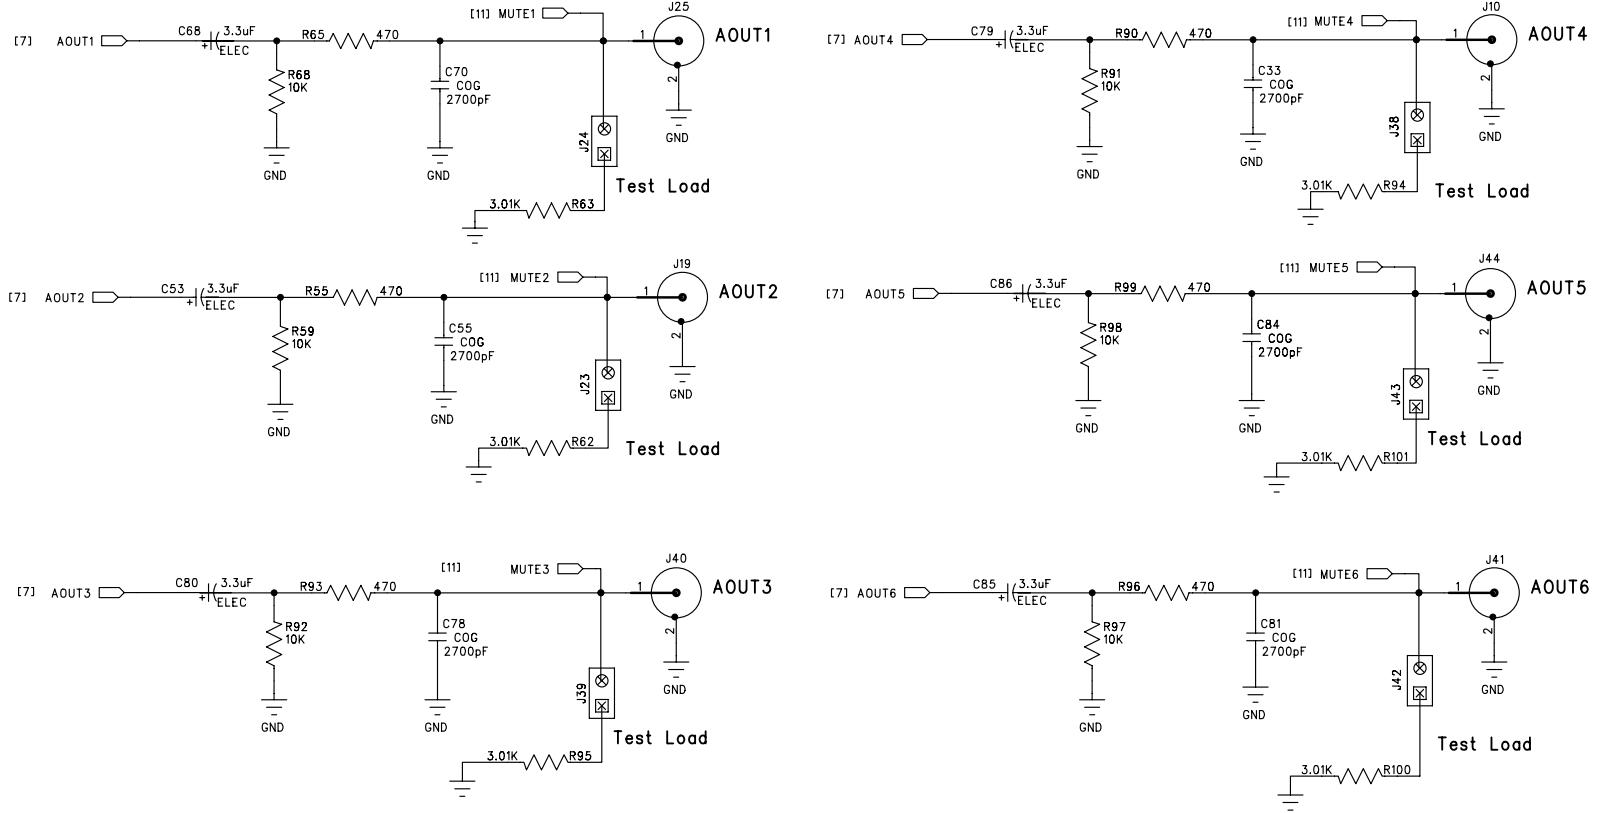 [11] MUTE1
J25
[7] AOUT1
C68
3.3uF
+
ELEC
R65
470
1
AOUT1
R68
10K
C70
COG
2700pF
2
GND
GND
GND
J24
Test Load
3.01K
R63
[11] MUTE4
J10
[7] AOUT4
C79
3.3uF
+
ELEC
R90
470
1
AOUT4
R91
10K
C33
COG
2700pF
2
GND
GND
GND
J38
Test Load
3.01K
R94
[11] MUTE2
J19
[7] AOUT2
C53
3.3uF
+
ELEC
R55
470
1
AOUT2
R59
10K
C55
COG
2700pF
2
GND
GND
GND
J23
Test Load
3.01K
R62
[11] MUTE5
J44
[7] AOUT5
C86
3.3uF
+
ELEC
R99
470
1
AOUT5
R98
10K
C84
COG
2700pF
2
GND
GND
GND
J43
Test Load
3.01K
R101
[11] MUTE3
J40
[7] AOUT3
C80
3.3uF
+
ELEC
R93
470
1
AOUT3
R92
10K
C78
COG
2700pF
2
GND
GND
GND
J39
Test Load
3.01K
R95
[11] MUTE6
J41
[7] AOUT6
C85
3.3uF
+
ELEC
R96
470
1
AOUT6
R97
10K
C81
COG
2700pF
2
GND
GND
GND
J42
Test Load
3.01K
R100